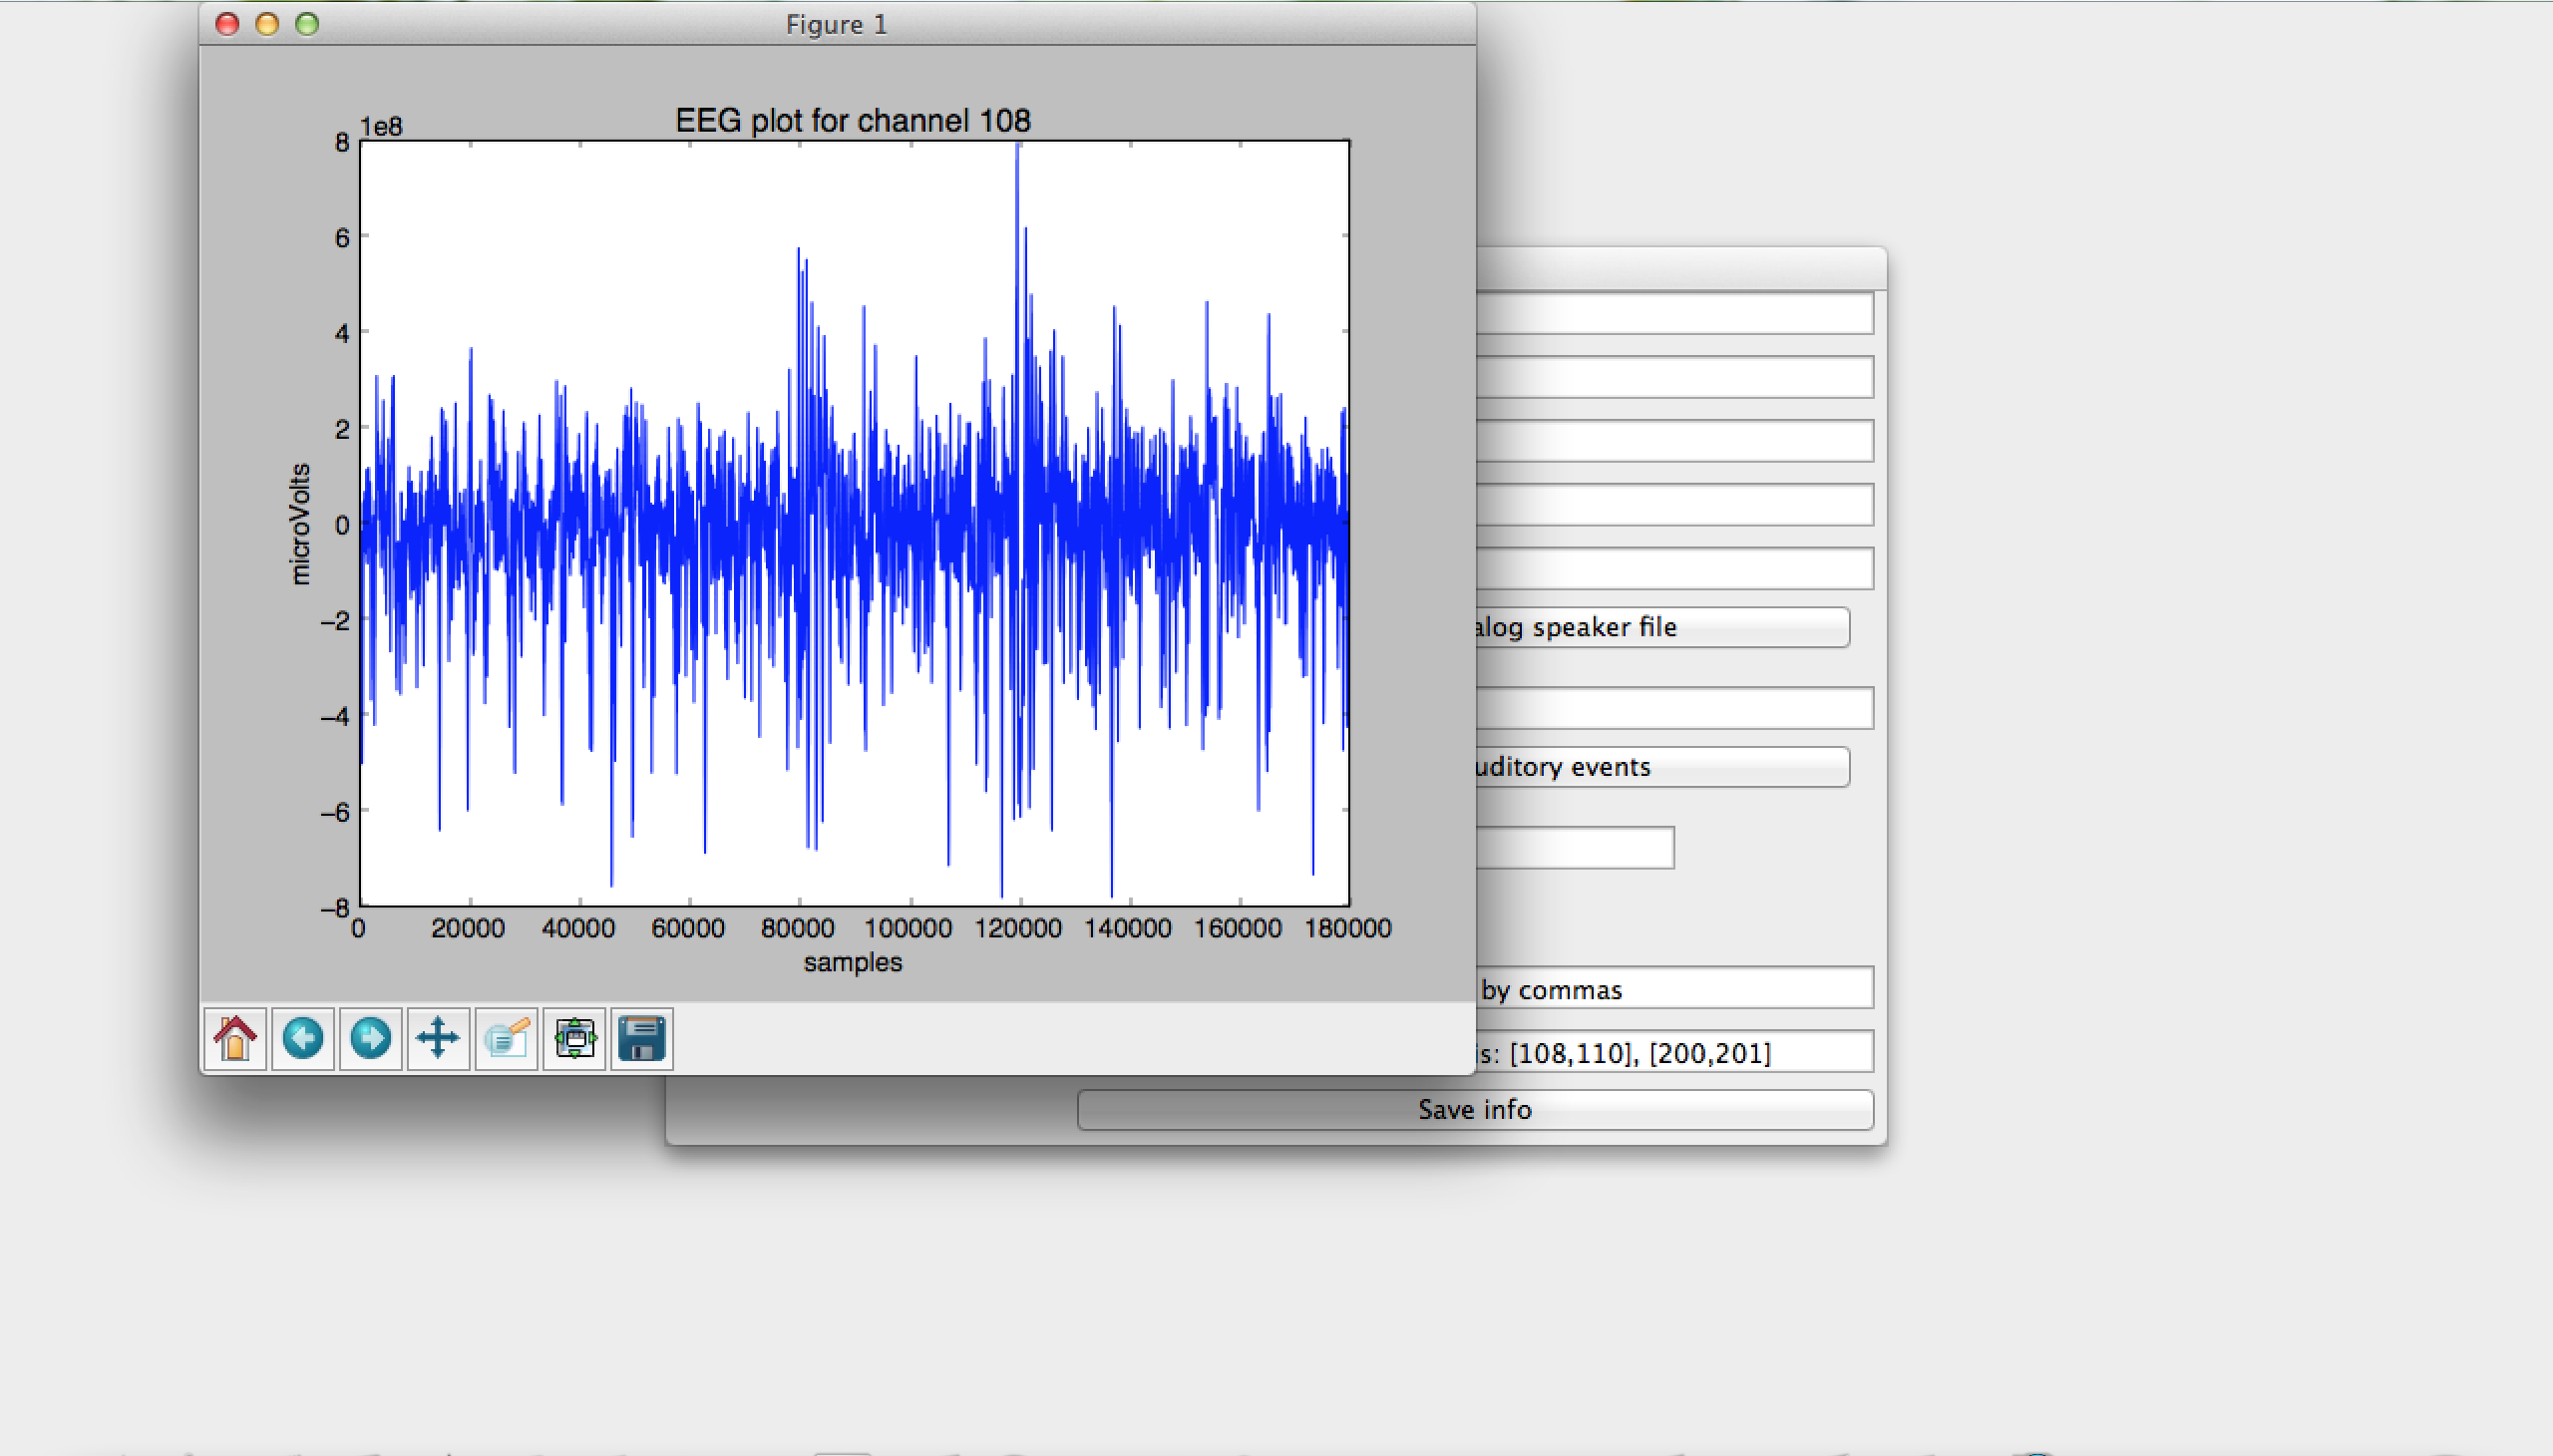 Figure 1
EEG plot for channel 108
1e8
8
6
4
2
0
−2
−4
−6
−8
microVolts
0 20000 40000 60000 80000 100000 120000 140000 160000 180000
samples
alog speaker file
uditory events
by commas
is: [108,110], [200,201]
Save info